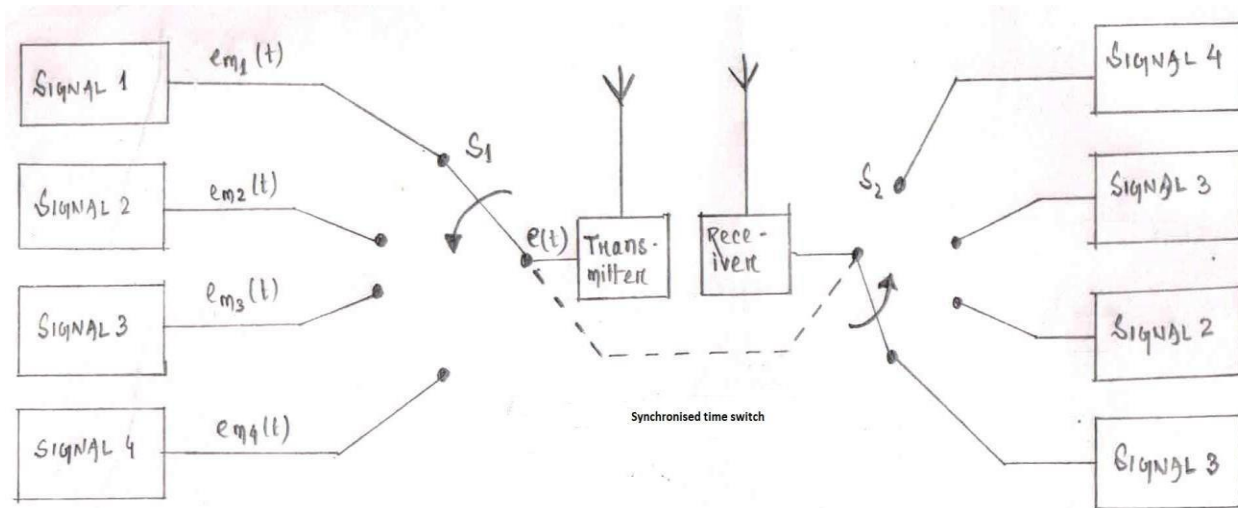 SIGNAL 1
em1(t)
SIGNAL 2
em2(t)
SIGNAL 3
em3(t)
SIGNAL 4
em4(t)
S1
e(t)
Trans-
mitter
Rece-
iver
S2
Synchronised time switch
SIGNAL 4
SIGNAL 3
SIGNAL 2
SIGNAL 3